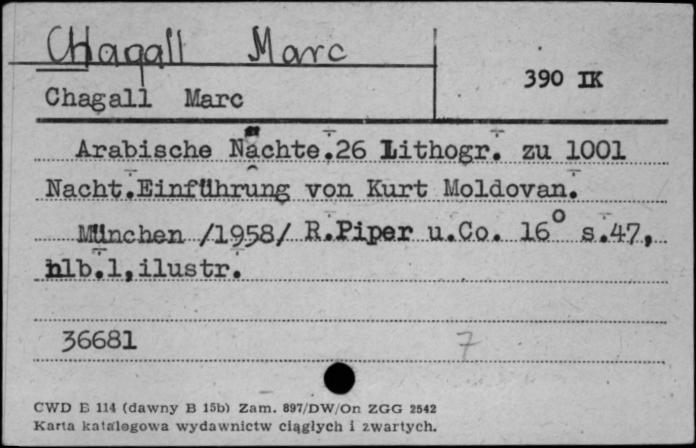 Chagall Marc
390 IK
Chagall Marc
Arabische Nächte.26 Lithogr. zu 1001
Nacht.Einführung von Kurt Moldovan.
München /1958/ R.Piper u.Co. 16° s.47,
nlb.1,ilustr.
36681 7
CWD E 114 (dawny B 15b) Zam. 897/DW/On ZGG 2542
Karta katalogowa wydawnictw ciągłych i zwartych.